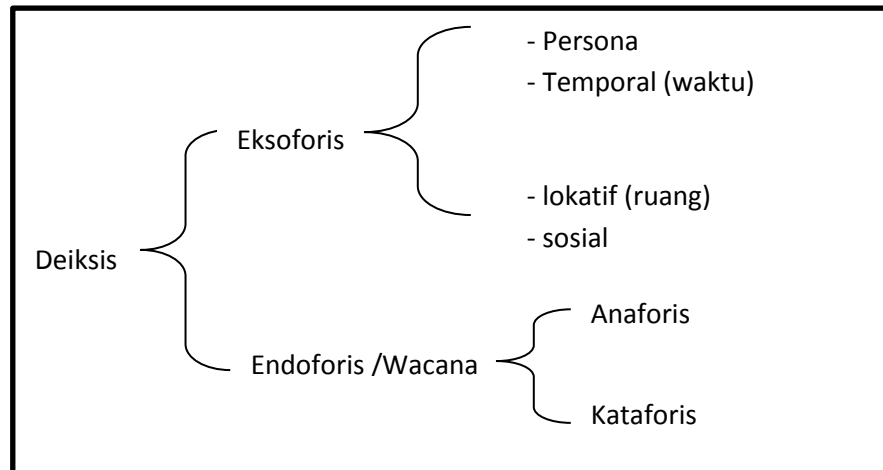 - Persona
- Temporal (waktu)
Eksoforis
- lokatif (ruang)
- sosial
Deiksis
Anaforis
Endoforis /Wacana
Kataforis